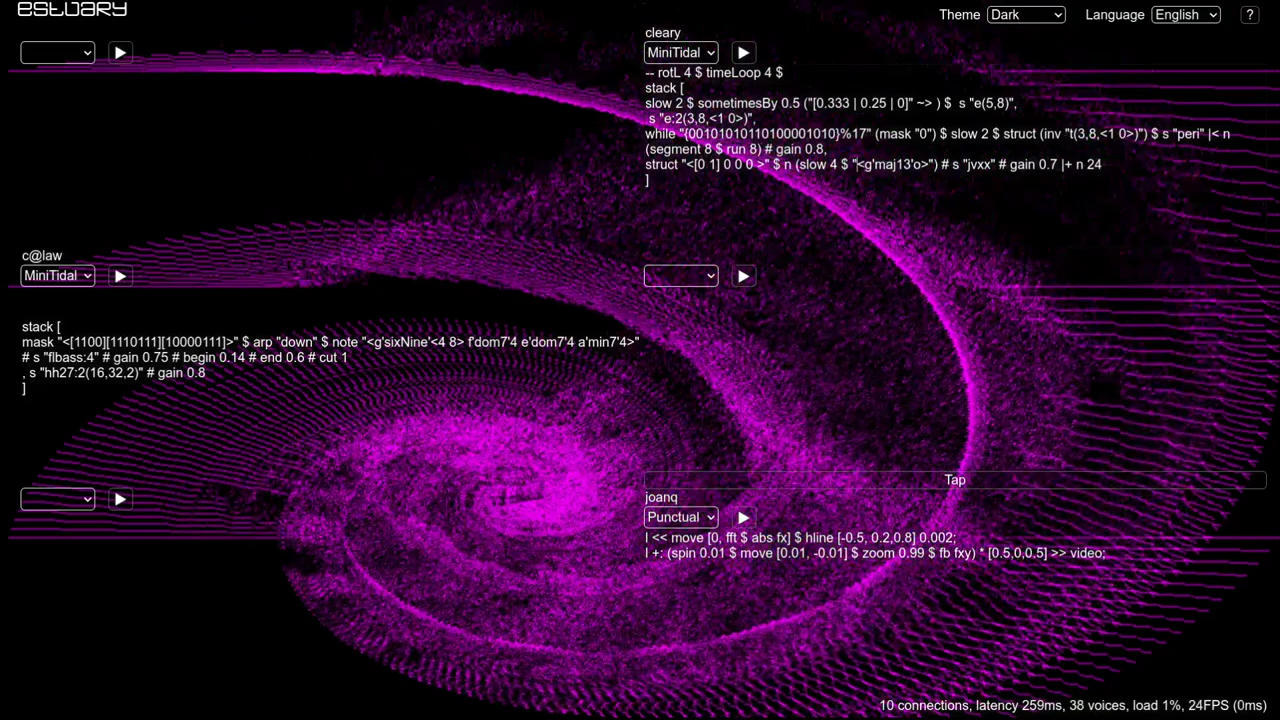 estuary
Theme Dark Language English ?
cleary
MiniTidal
-- rotL 4 $ timeLoop 4 $
stack [
slow 2 $ sometimesBy 0.5 ("[0.333 | 0.25 | 0]" ~> ) $  s "e(5,8)",
s "e:2(3,8,<1 0>)",
while "{00101010110100001010}%17" (mask "0") $ slow 2 $ struct (inv "t(3,8,<1 0>)") $ s "peri" |< n
(segment 8 $ run 8) # gain 0.8,
struct "<[0 1] 0 0 0 >" $ n (slow 4 $ "<g'maj13'o>") # s "jvxx" # gain 0.7 |+ n 24
]
c@law
MiniTidal
stack [
mask "<[1100][1110111][10000111]>" $ arp "down" $ note "<g'sixNine'<4 8> f'dom7'4 e'dom7'4 a'min7'4>"
# s "flbass:4" # gain 0.75 # begin 0.14 # end 0.6 # cut 1
, s "hh27:2(16,32,2)" # gain 0.8
]
Tap
joanq
Punctual
l << move [0, fft $ abs fx] $ hline [-0.5, 0.2,0.8] 0.002;
l +: (spin 0.01 $ move [0.01, -0.01] $ zoom 0.99 $ fb fxy) * [0.5,0,0.5] >> video;
10 connections, latency 259ms, 38 voices, load 1%, 24FPS (0ms)